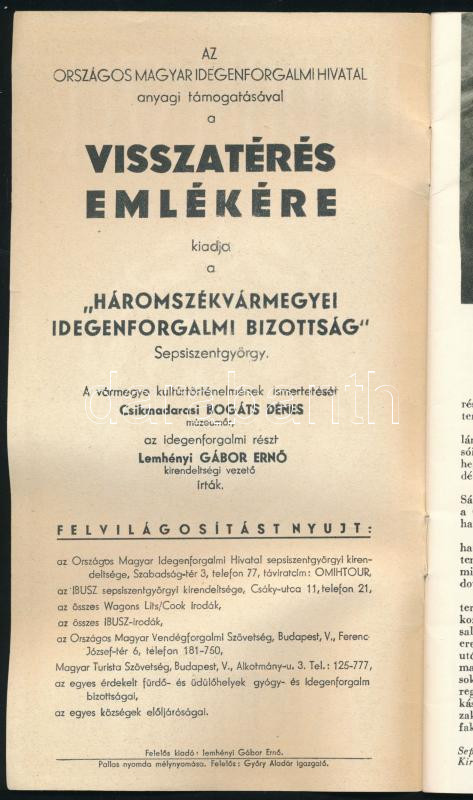 AZ
ORSZÁGOS MAGYAR IDEGENFORGALMI HIVATAL
anyagi támogatásával
a
VISSZATÉRÉS
EMLÉKÉRE
kiadja
a
„HÁROMSZÉKVÁRMEGYEI
IDEGENFORGALMI BIZOTTSÁG"
Sepsiszentgyörgy.
A vármegye kultúrtörténelmének ismertetését
Csikmadarasi BOGÁTS DÉNES
múzeumőr,
az idegenforgalmi részt
Lemhényi GÁBOR ERNŐ
kirendeltségi vezető
írták.
FELVILÁGOSÍTÁST NYUJT:
az Országos Magyar Idegenforgalmi Hivatal sepsiszentgyörgyi kiren-
deltsége, Szabadság-tér 3, telefon 77, táviratcím: OMIHTOUR,
az IBUSZ sepsiszentgyörgyi kirendeltsége, Csáky-utca 11, telefon 21,
az összes Wagons Lits/Cook irodák,
az összes IBUSZ-irodák,
az Országos Magyar Vendégforgalmi Szövetség, Budapest, V., Ferenc
József-tér 6, telefón 181-750,
Magyar Turista Szövetség, Budapest, V., Alkotmány-u. 3. Tel.: 125-777,
az egyes érdekelt fürdő- és üdülőhelyek gyógy- és Idegenforgalm
bizottságai,
az egyes községek előljáróságai.
Felelős kiadó: lemhényi Gábor Ernő.
Pallas nyomda mélynyomása. Felelős: Győry Aladár igazgató.